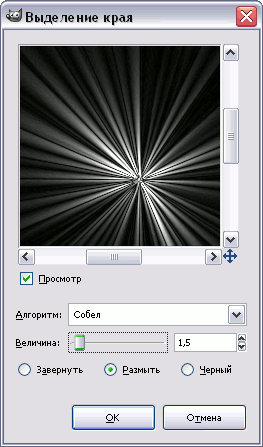 Выделение края
Просмотр
Алгоритм: Собел
Величина: 1,5
Завернуть Размыть Черный
OK Отмена